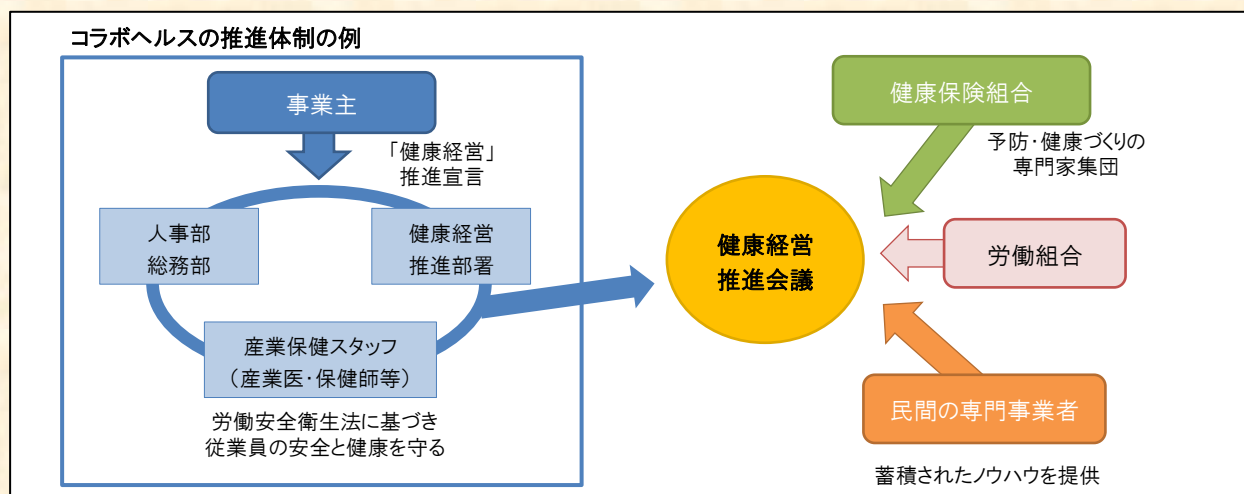 コラボヘルスの推進体制の例
事業主
「健康経営」
推進宣言
人事部
総務部
健康経営
推進部署
産業保健スタッフ
（産業医・保健師等）
労働安全衛生法に基づき
従業員の安全と健康を守る
健康経営
推進会議
健康保険組合
予防・健康づくりの
専門家集団
労働組合
民間の専門事業者
蓄積されたノウハウを提供